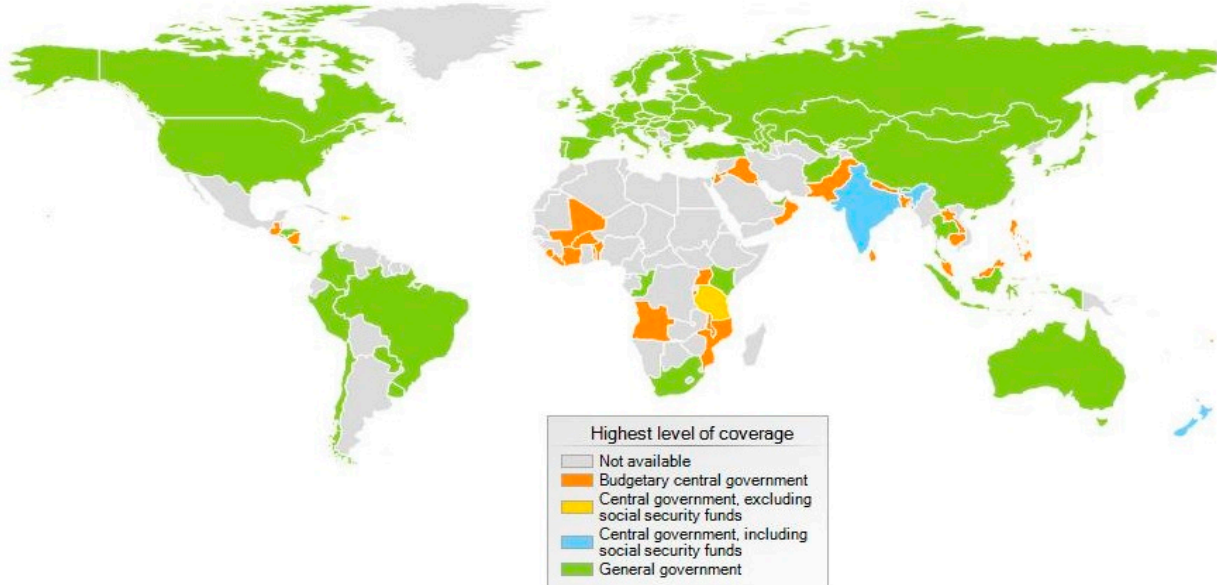 Highest level of coverage
Not available
Budgetary central government
Central government, excluding
social security funds
Central government, including
social security funds
General government